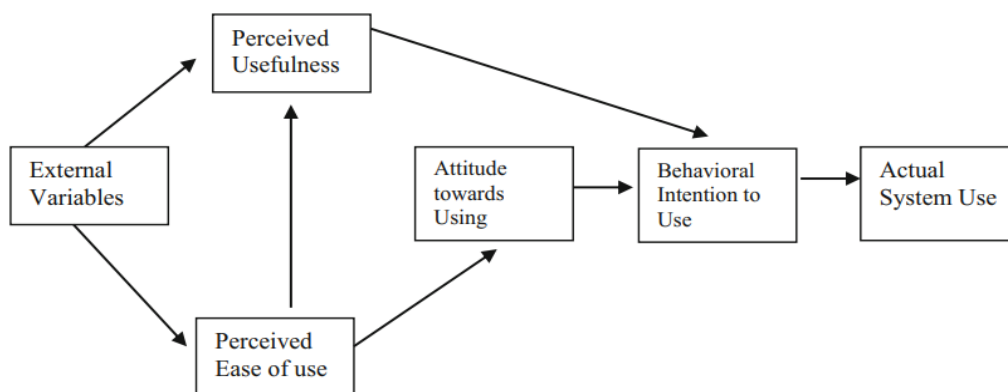 Perceived
Usefulness
External
Variables
Attitude
towards
Using
Behavioral
Intention to
Use
Actual
System Use
Perceived
Ease of use